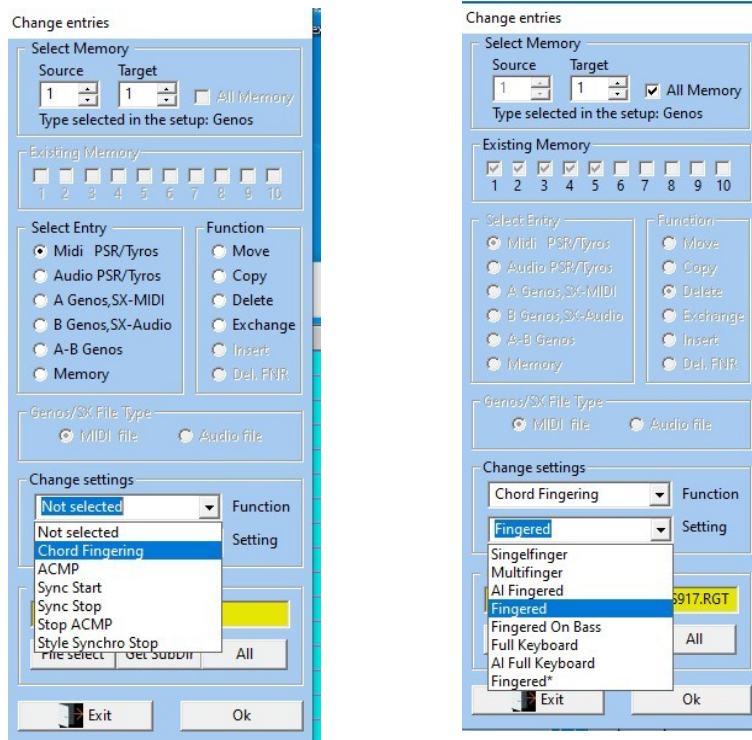 Change entries
Select Memory
Source Target
1 1 All Memory
Type selected in the setup: Genos
Existing Memory
1 2 3 4 5 6 7 8 9 10
Select Entry Function
Midi PSR/Tyros Move
Audio PSR/Tyros Copy
A Genos,SX-MIDI Delete
B Genos,SX-Audio Exchange
A-B Genos Insert
Memory Del. FNR
Genos/SX File Type
MIDI file Audio file
Change settings
Not selected Function
Not selected Setting
Chord Fingering
ACMP
Sync Start
Sync Stop
Stop ACMP
Style Synchro Stop
File select Get SubDir All
Exit Ok
Change entries
Select Memory
Source Target
1 1 All Memory
Type selected in the setup: Genos
Existing Memory
1 2 3 4 5 6 7 8 9 10
Select Entry Function
Midi PSR/Tyros Move
Audio PSR/Tyros Copy
A Genos,SX-MIDI Delete
B Genos,SX-Audio Exchange
A-B Genos Insert
Memory Del. FNR
Genos/SX File Type
MIDI file Audio file
Change settings
Chord Fingering Function
Fingered Setting
Singelfinger
Multifinger
AI Fingered
Fingered
Fingered On Bass S917.RGT
Full Keyboard
AI Full Keyboard All
Fingered*
Exit Ok